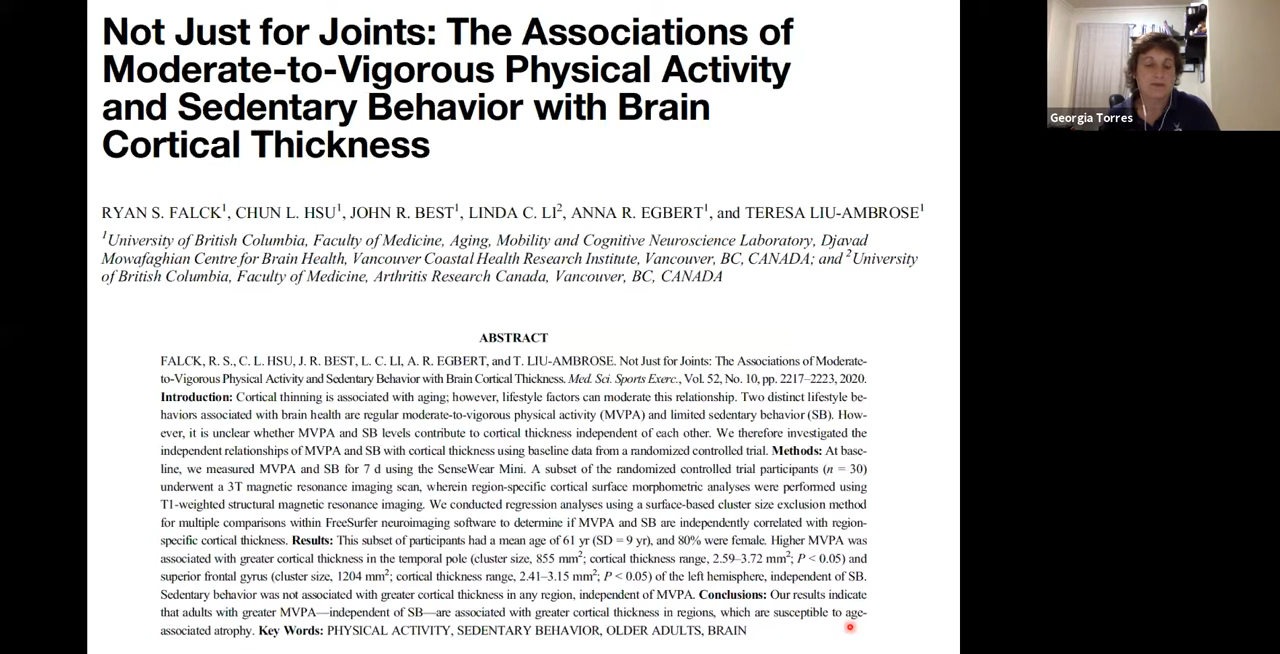 Not Just for Joints: The Associations of
Moderate-to-Vigorous Physical Activity
and Sedentary Behavior with Brain
Cortical Thickness
Georgia Torres
RYAN S. FALCK1, CHUN L. HSU1, JOHN R. BEST1, LINDA C. LI2, ANNA R. EGBERT1, and TERESA LIU-AMBROSE1
1University of British Columbia, Faculty of Medicine, Aging, Mobility and Cognitive Neuroscience Laboratory, Djavad
Mowafaghian Centre for Brain Health, Vancouver Coastal Health Research Institute, Vancouver, BC, CANADA; and 2University
of British Columbia, Faculty of Medicine, Arthritis Research Canada, Vancouver, BC, CANADA
ABSTRACT
FALCK, R. S., C. L. HSU, J. R. BEST, L. C. LI, A. R. EGBERT, and T. LIU-AMBROSE. Not Just for Joints: The Associations of Moderate-
to-Vigorous Physical Activity and Sedentary Behavior with Brain Cortical Thickness. Med. Sci. Sports Exerc., Vol. 52, No. 10, pp. 2217–2223, 2020.
Introduction: Cortical thinning is associated with aging; however, lifestyle factors can moderate this relationship. Two distinct lifestyle be-
haviors associated with brain health are regular moderate-to-vigorous physical activity (MVPA) and limited sedentary behavior (SB). How-
ever, it is unclear whether MVPA and SB levels contribute to cortical thickness independent of each other. We therefore investigated the
independent relationships of MVPA and SB with cortical thickness using baseline data from a randomized controlled trial. Methods: At base-
line, we measured MVPA and SB for 7 d using the SenseWear Mini. A subset of the randomized controlled trial participants (n = 30)
underwent a 3T magnetic resonance imaging scan, wherein region-specific cortical surface morphometric analyses were performed using
T1-weighted structural magnetic resonance imaging. We conducted regression analyses using a surface-based cluster size exclusion method
for multiple comparisons within FreeSurfer neuroimaging software to determine if MVPA and SB are independently correlated with region-
specific cortical thickness. Results: This subset of participants had a mean age of 61 yr (SD = 9 yr), and 80% were female. Higher MVPA was
associated with greater cortical thickness in the temporal pole (cluster size, 855 mm2; cortical thickness range, 2.59–3.72 mm2; P < 0.05) and
superior frontal gyrus (cluster size, 1204 mm2; cortical thickness range, 2.41–3.15 mm2; P < 0.05) of the left hemisphere, independent of SB.
Sedentary behavior was not associated with greater cortical thickness in any region, independent of MVPA. Conclusions: Our results indicate
that adults with greater MVPA—independent of SB—are associated with greater cortical thickness in regions, which are susceptible to age-
associated atrophy. Key Words: PHYSICAL ACTIVITY, SEDENTARY BEHAVIOR, OLDER ADULTS, BRAIN